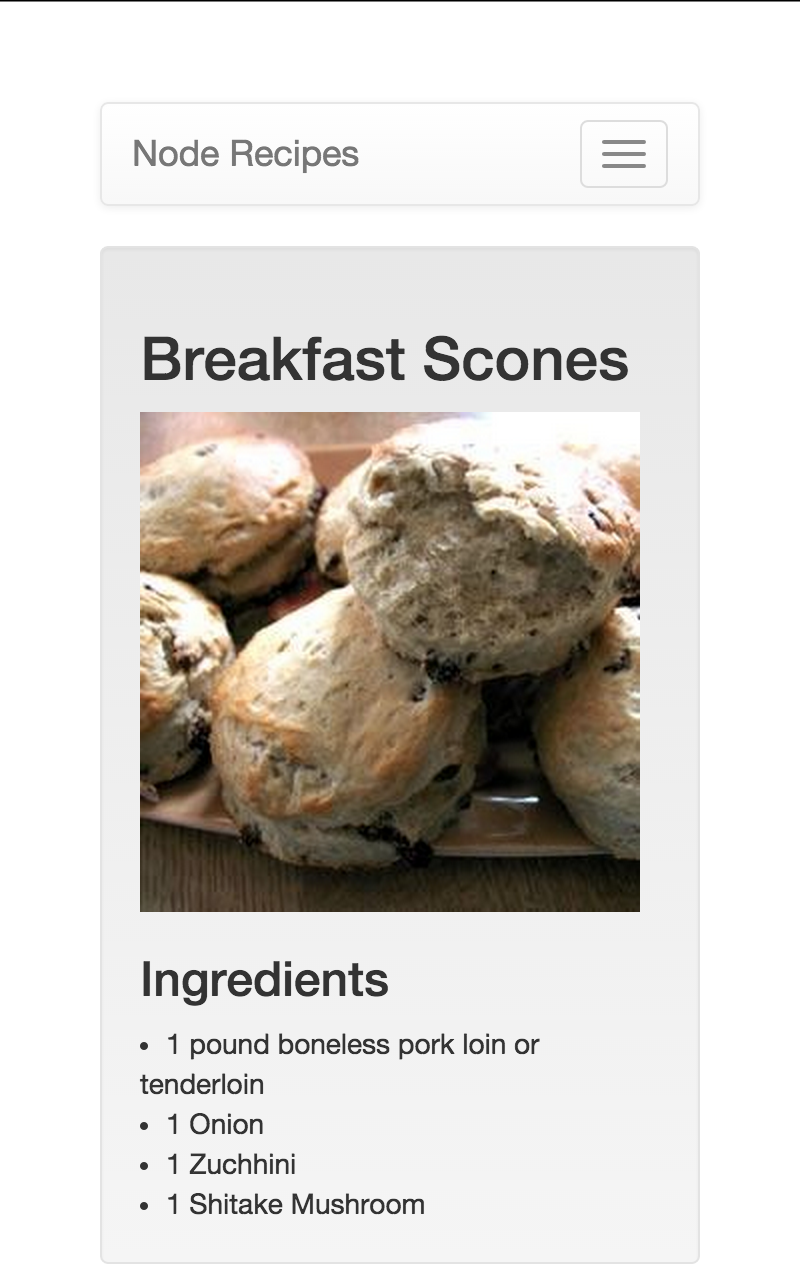 Node Recipes
Breakfast Scones
Ingredients
• 1 pound boneless pork loin or
tenderloin
• 1 Onion
• 1 Zuchhini
• 1 Shitake Mushroom